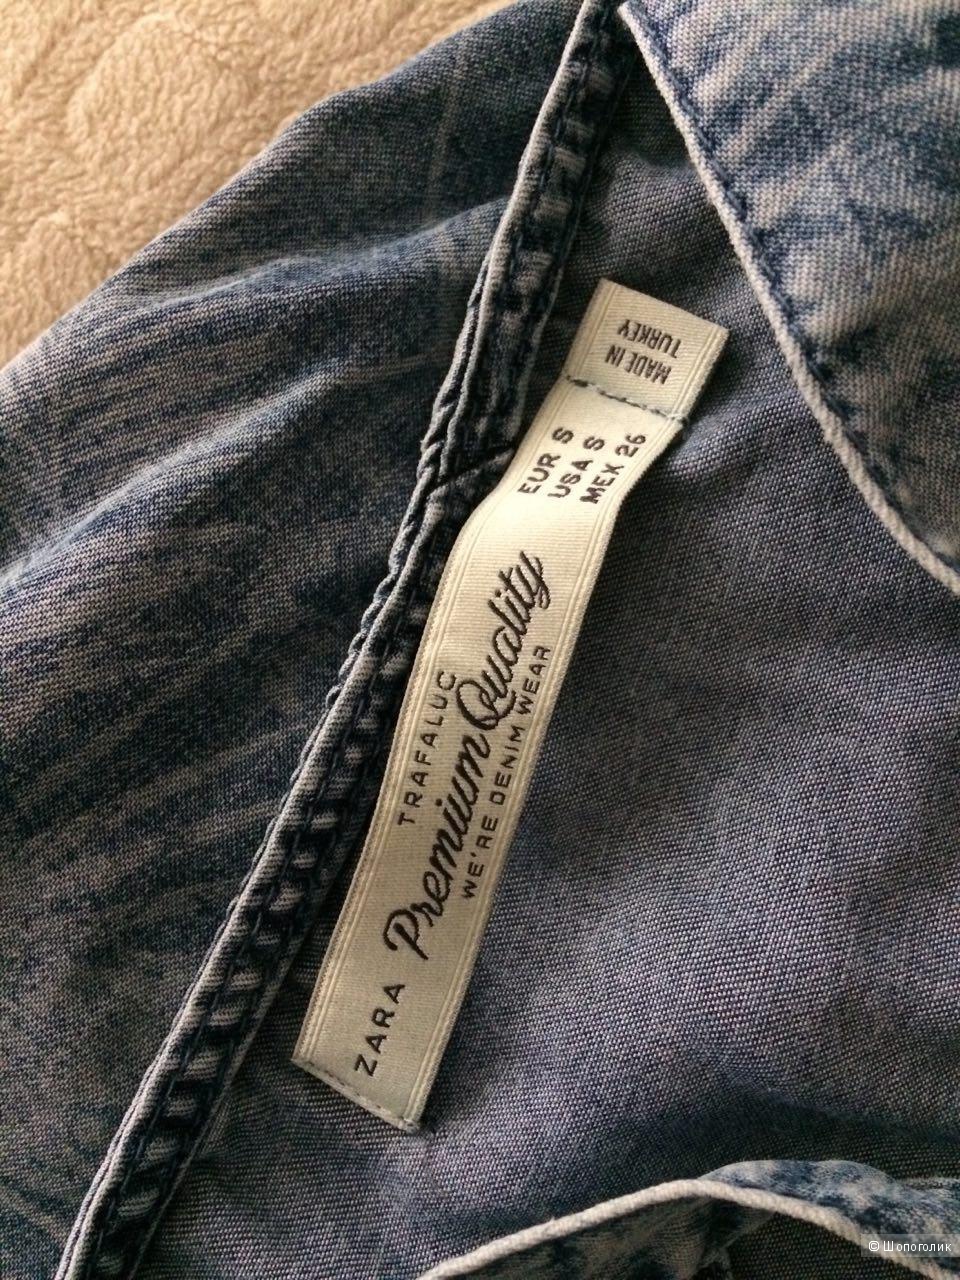 ZARA
TRAFALUC
Premium Quality
WE'RE DENIM WEAR
EUR S
USA S
MEX 26
MADE IN
TURKEY
© Шопоголик